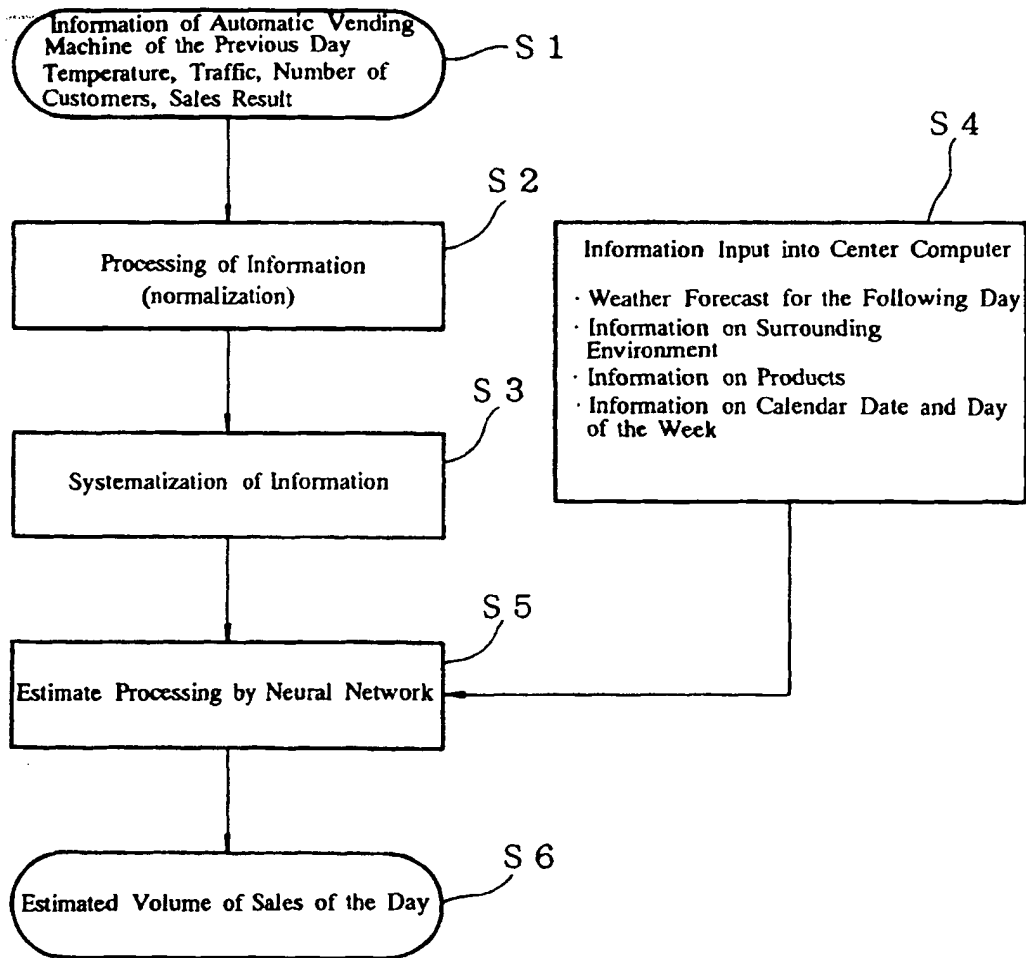 Information of Automatic Vending
Machine of the Previous Day
Temperature, Traffic, Number of
Customers, Sales Result
S 1
S 2
Processing of Information
(normalization)
S 3
Systematization of Information
S 4
Information Input into Center Computer
· Weather Forecast for the Following Day
· Information on Surrounding
Environment
· Information on Products
· Information on Calendar Date and Day
of the Week
S 5
Estimate Processing by Neural Network
S 6
Estimated Volume of Sales of the Day